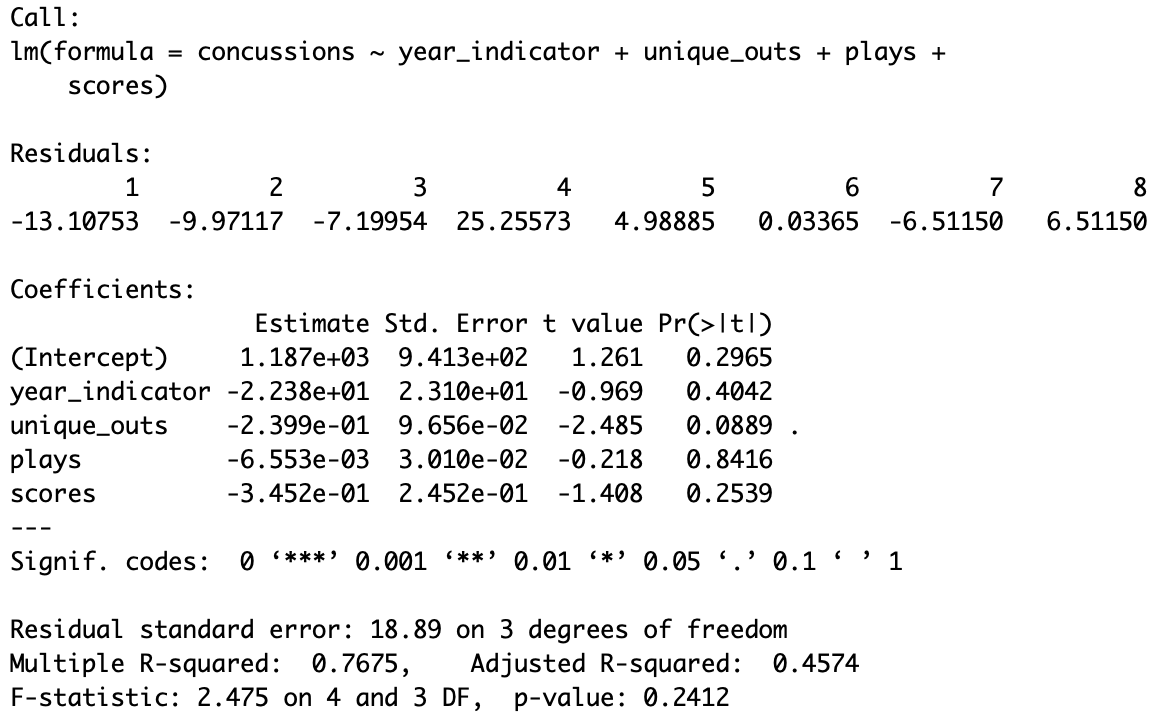 Call:
lm(formula = concussions ~ year_indicator + unique_outs + plays +
    scores)

Residuals:
        1         2         3         4         5         6         7         8
-13.10753  -9.97117  -7.19954  25.25573   4.98885   0.03365  -6.51150   6.51150

Coefficients:
                 Estimate Std. Error t value Pr(>|t|)
(Intercept)     1.187e+03  9.413e+02   1.261   0.2965
year_indicator -2.238e+01  2.310e+01  -0.969   0.4042
unique_outs    -2.399e-01  9.656e-02  -2.485   0.0889 .
plays          -6.553e-03  3.010e-02  -0.218   0.8416
scores         -3.452e-01  2.452e-01  -1.408   0.2539
---
Signif. codes:  0 ‘***’ 0.001 ‘**’ 0.01 ‘*’ 0.05 ‘.’ 0.1 ‘ ’ 1

Residual standard error: 18.89 on 3 degrees of freedom
Multiple R-squared:  0.7675,    Adjusted R-squared:  0.4574
F-statistic: 2.475 on 4 and 3 DF,  p-value: 0.2412